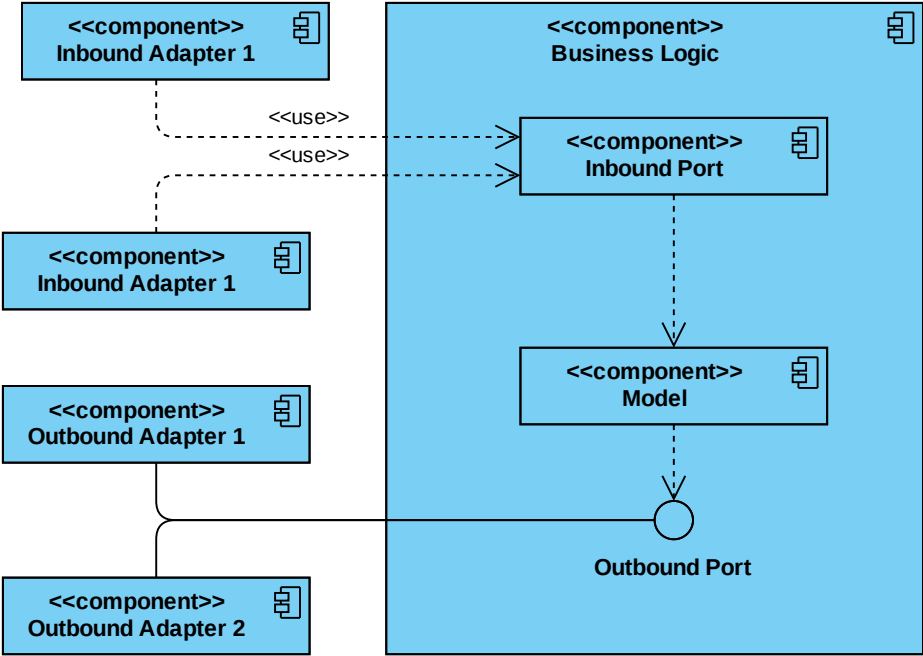 <<component>>
Inbound Adapter 1
<<component>>
Business Logic
<<use>>
<<component>>
Inbound Port
<<use>>
<<component>>
Inbound Adapter 1
<<component>>
Model
<<component>>
Outbound Adapter 1
Outbound Port
<<component>>
Outbound Adapter 2